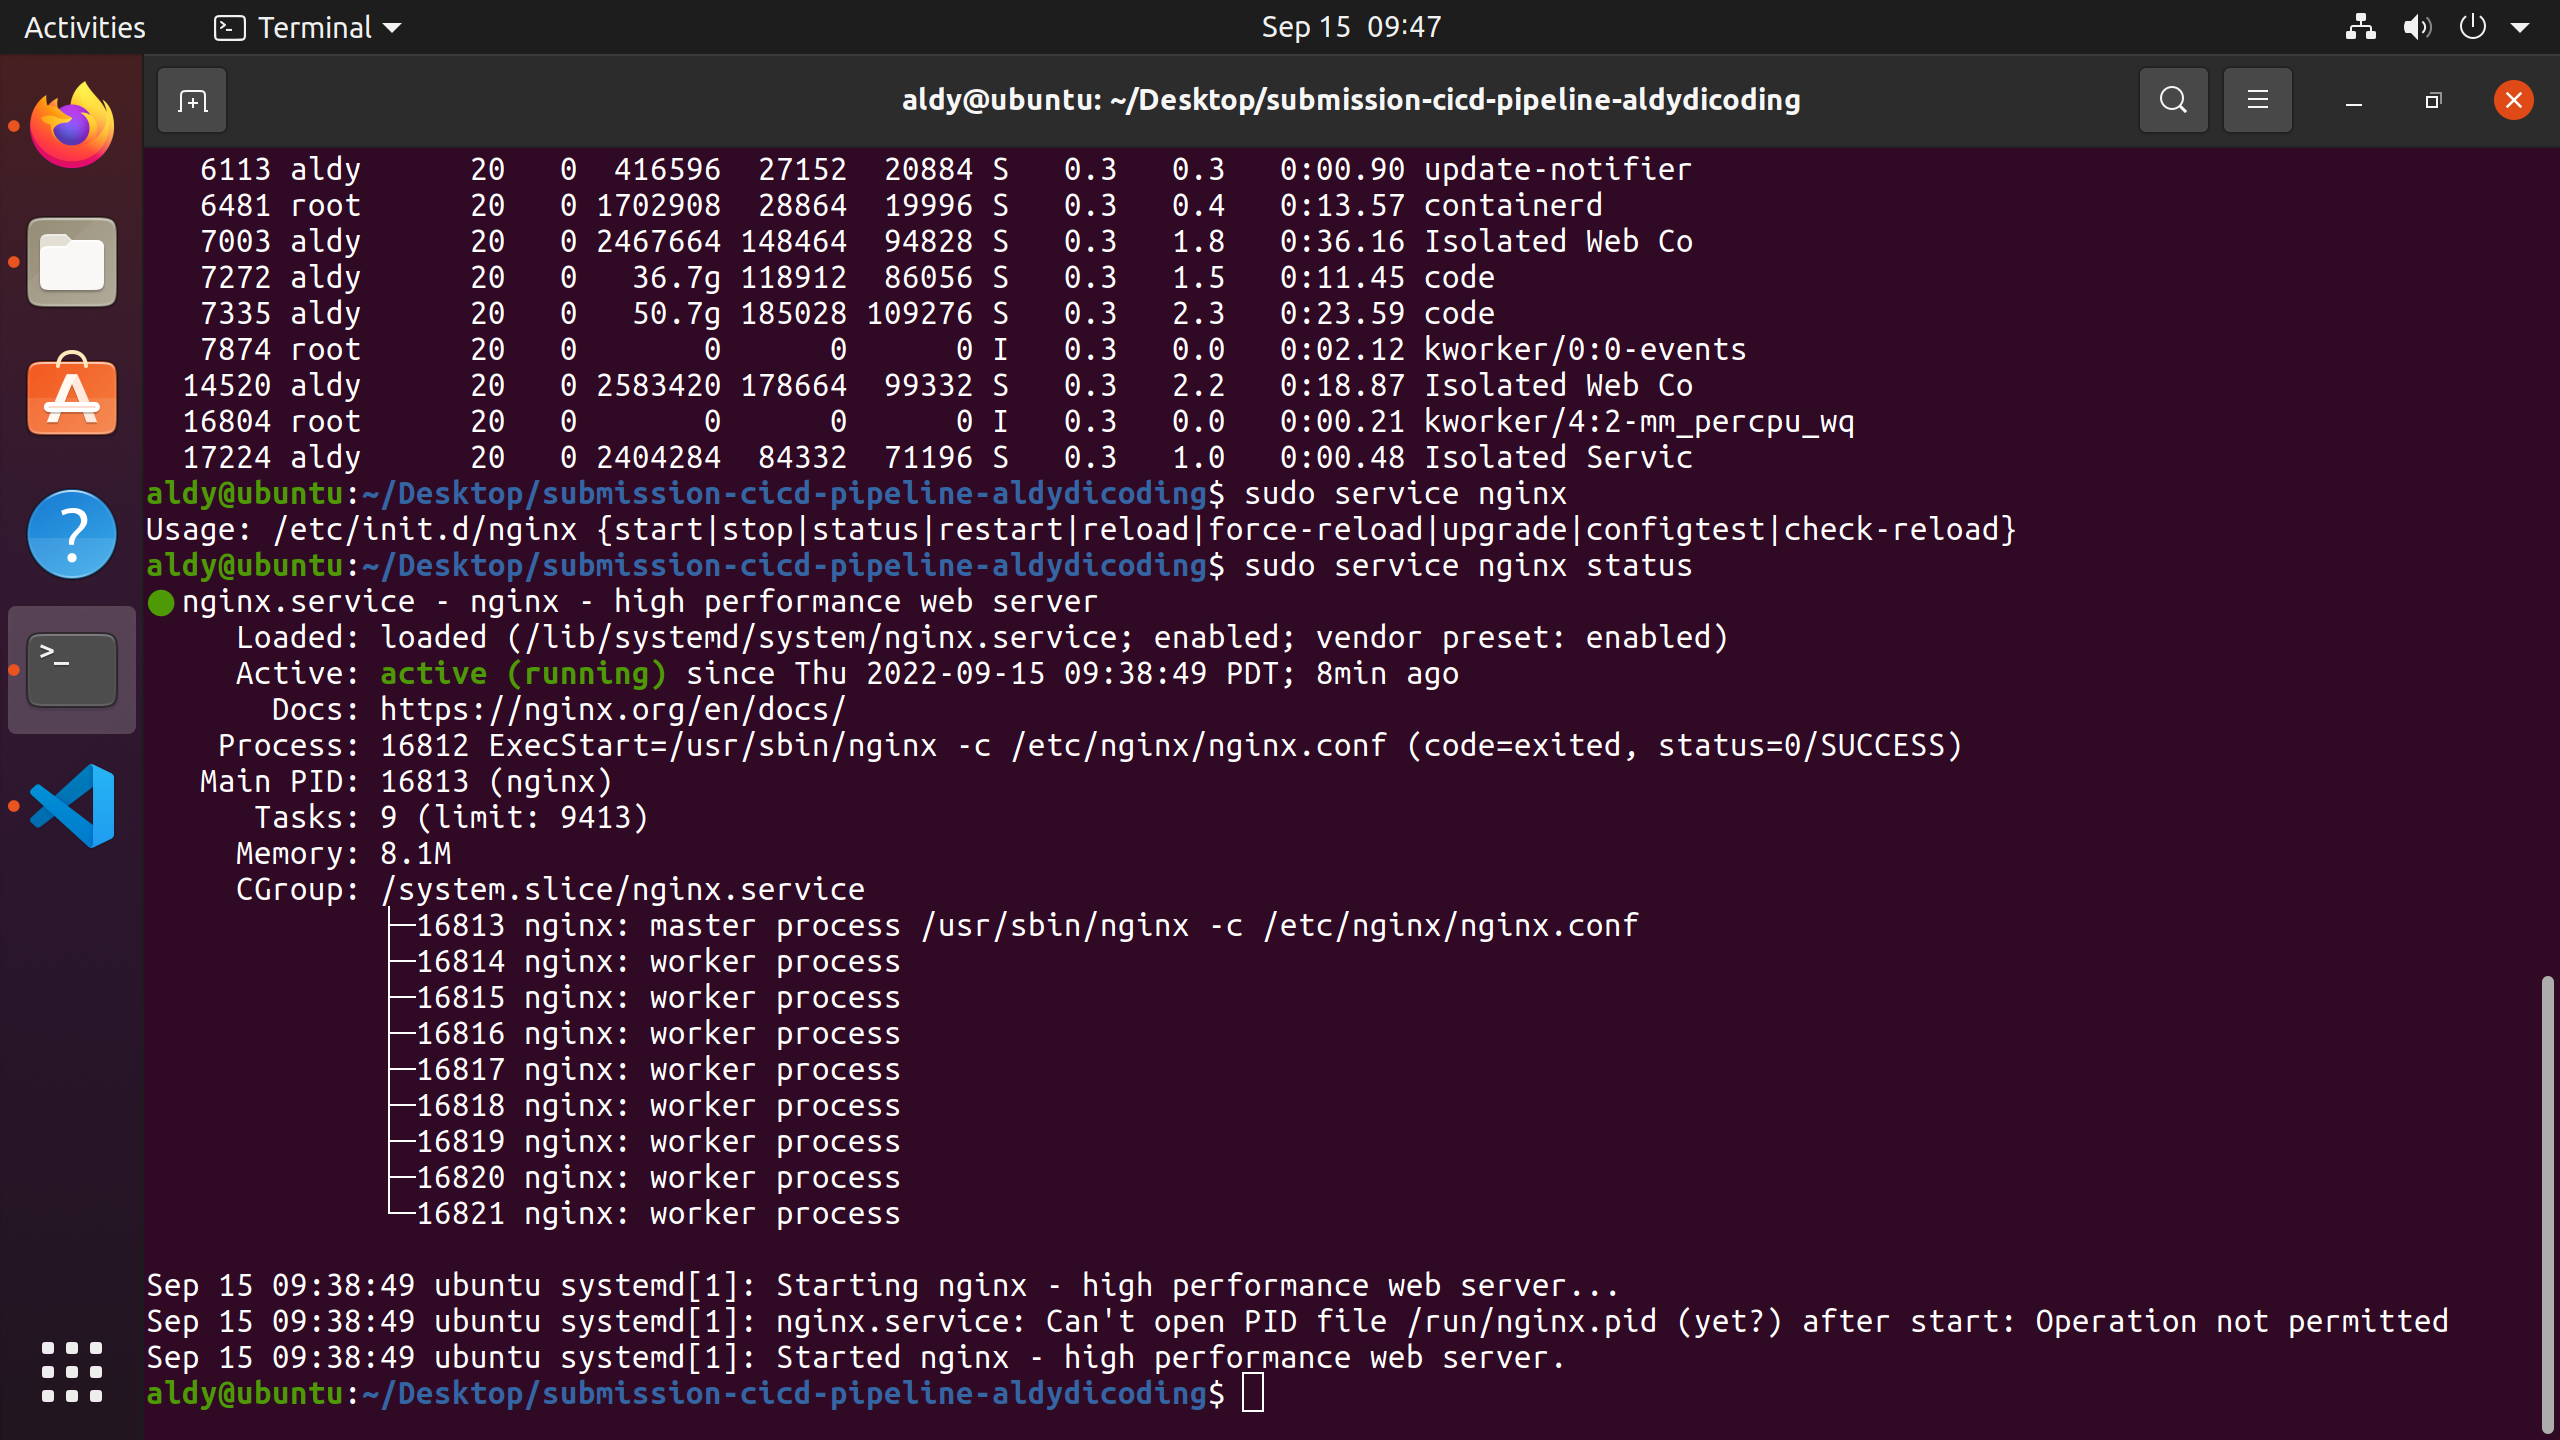 Activities Terminal Sep 15 09:47
aldy@ubuntu: ~/Desktop/submission-cicd-pipeline-aldydicoding
6113 aldy 20 0 416596 27152 20884 S 0.3 0.3 0:00.90 update-notifier
6481 root 20 0 1702908 28864 19996 S 0.3 0.4 0:13.57 containerd
7003 aldy 20 0 2467664 148464 94828 S 0.3 1.8 0:36.16 Isolated Web Co
7272 aldy 20 0 36.7g 118912 86056 S 0.3 1.5 0:11.45 code
7335 aldy 20 0 50.7g 185028 109276 S 0.3 2.3 0:23.59 code
7874 root 20 0 0 0 0 I 0.3 0.0 0:02.12 kworker/0:0-events
14520 aldy 20 0 2583420 178664 99332 S 0.3 2.2 0:18.87 Isolated Web Co
16804 root 20 0 0 0 0 I 0.3 0.0 0:00.21 kworker/4:2-mm_percpu_wq
17224 aldy 20 0 2404284 84332 71196 S 0.3 1.0 0:00.48 Isolated Servic
aldy@ubuntu:~/Desktop/submission-cicd-pipeline-aldydicoding$ sudo service nginx
Usage: /etc/init.d/nginx {start|stop|status|restart|reload|force-reload|upgrade|configtest|check-reload}
aldy@ubuntu:~/Desktop/submission-cicd-pipeline-aldydicoding$ sudo service nginx status
● nginx.service - nginx - high performance web server
Loaded: loaded (/lib/systemd/system/nginx.service; enabled; vendor preset: enabled)
Active: active (running) since Thu 2022-09-15 09:38:49 PDT; 8min ago
Docs: https://nginx.org/en/docs/
Process: 16812 ExecStart=/usr/sbin/nginx -c /etc/nginx/nginx.conf (code=exited, status=0/SUCCESS)
Main PID: 16813 (nginx)
Tasks: 9 (limit: 9413)
Memory: 8.1M
CGroup: /system.slice/nginx.service
├─16813 nginx: master process /usr/sbin/nginx -c /etc/nginx/nginx.conf
├─16814 nginx: worker process
├─16815 nginx: worker process
├─16816 nginx: worker process
├─16817 nginx: worker process
├─16818 nginx: worker process
├─16819 nginx: worker process
├─16820 nginx: worker process
└─16821 nginx: worker process
Sep 15 09:38:49 ubuntu systemd[1]: Starting nginx - high performance web server...
Sep 15 09:38:49 ubuntu systemd[1]: nginx.service: Can't open PID file /run/nginx.pid (yet?) after start: Operation not permitted
Sep 15 09:38:49 ubuntu systemd[1]: Started nginx - high performance web server.
aldy@ubuntu:~/Desktop/submission-cicd-pipeline-aldydicoding$